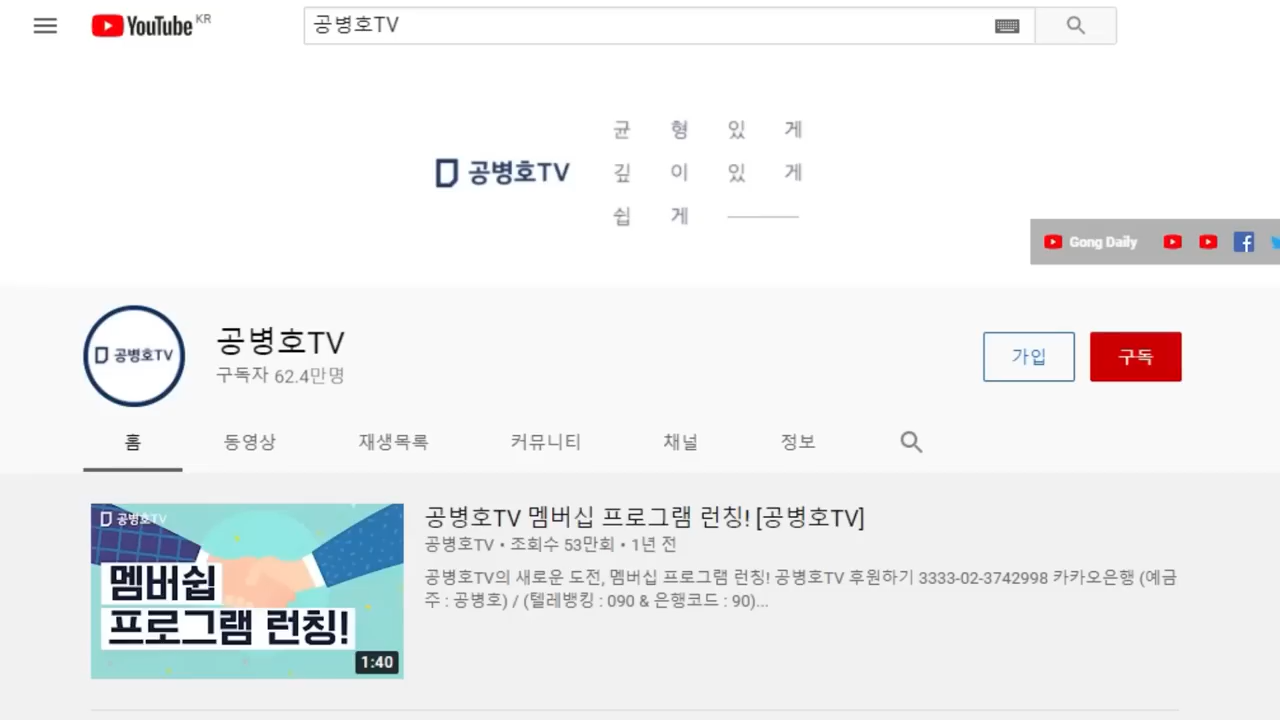 YouTube KR
공병호TV
균형있게
공병호TV 깊이있게
쉽게
Gong Daily
공병호TV
공병호TV
구독자 62.4만명
가입
구독
홈 동영상 재생목록 커뮤니티 채널 정보
공병호TV
멤버쉽
프로그램 런칭!
1:40
공병호TV 멤버십 프로그램 런칭! [공병호TV]
공병호TV • 조회수 53만회 • 1년 전
공병호TV의 새로운 도전, 멤버십 프로그램 런칭! 공병호TV 후원하기 3333-02-3742998 카카오은행 (예금
주 : 공병호) / (텔레뱅킹 : 090 & 은행코드 : 90)...